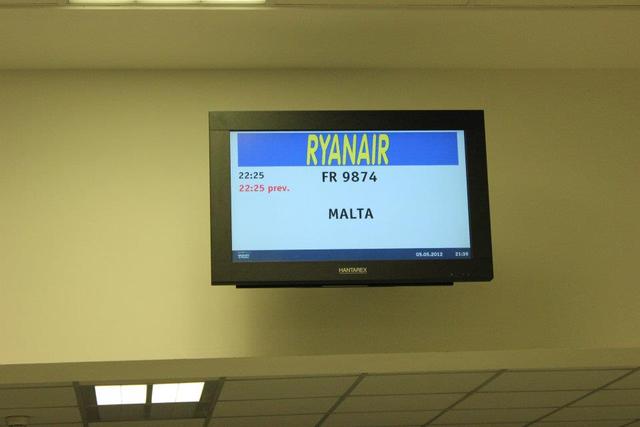 RYANAIR
22:25 FR 9874
22:25 prev.
MALTA
05.05.2012 21:39
HANTAREX